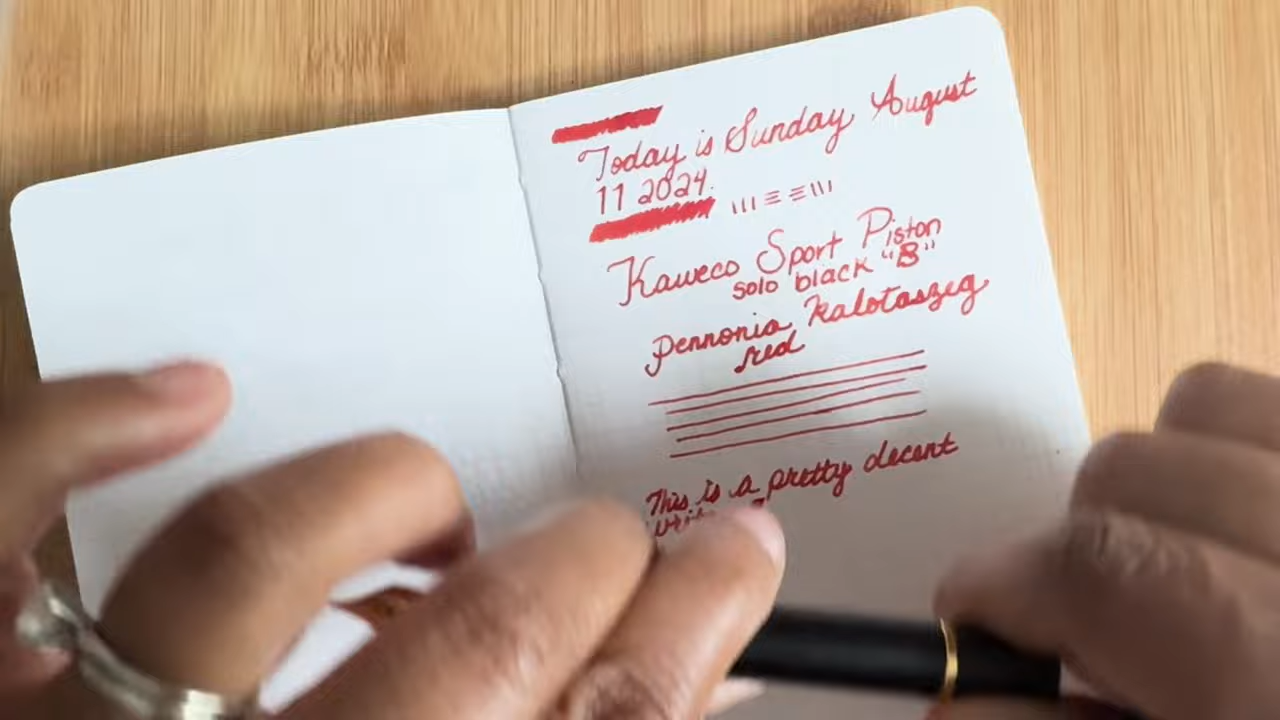 Today is Sunday August
11 2024.
Kaweco Sport Piston
solo black "B"
Pennonia Kalotaszeg
red
This is a pretty decent